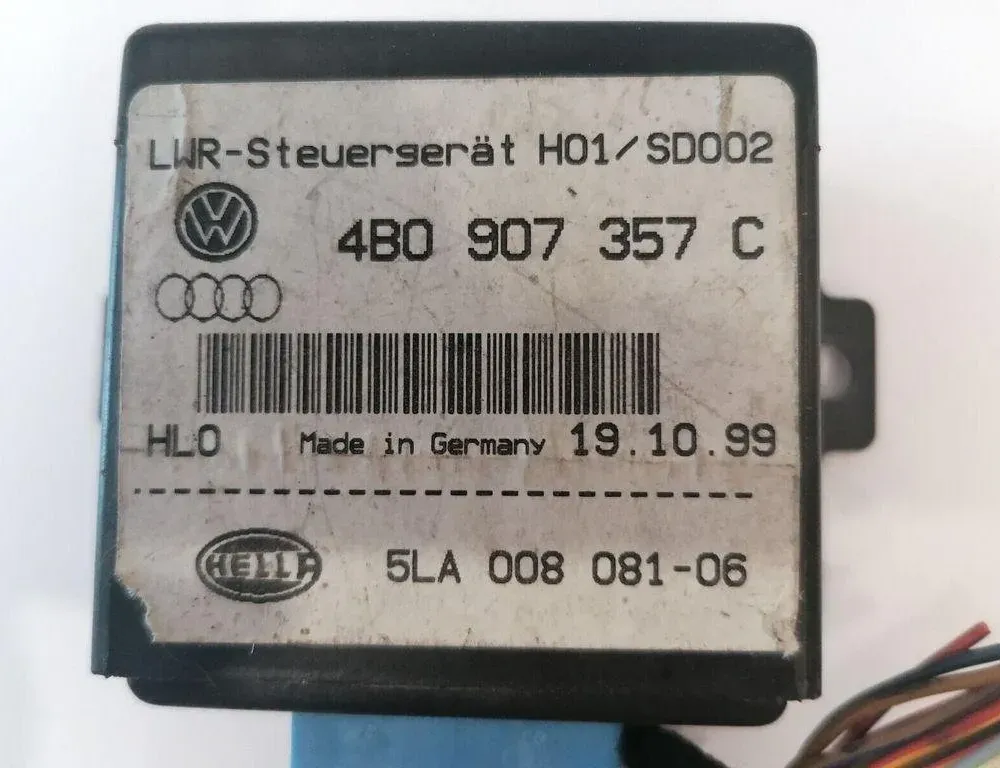 LWR-Steuergerät H01/SD002
VW
4B0 907 357 C
HLO Made in Germany 19.10.99
HELLA
5LA 008 081-06